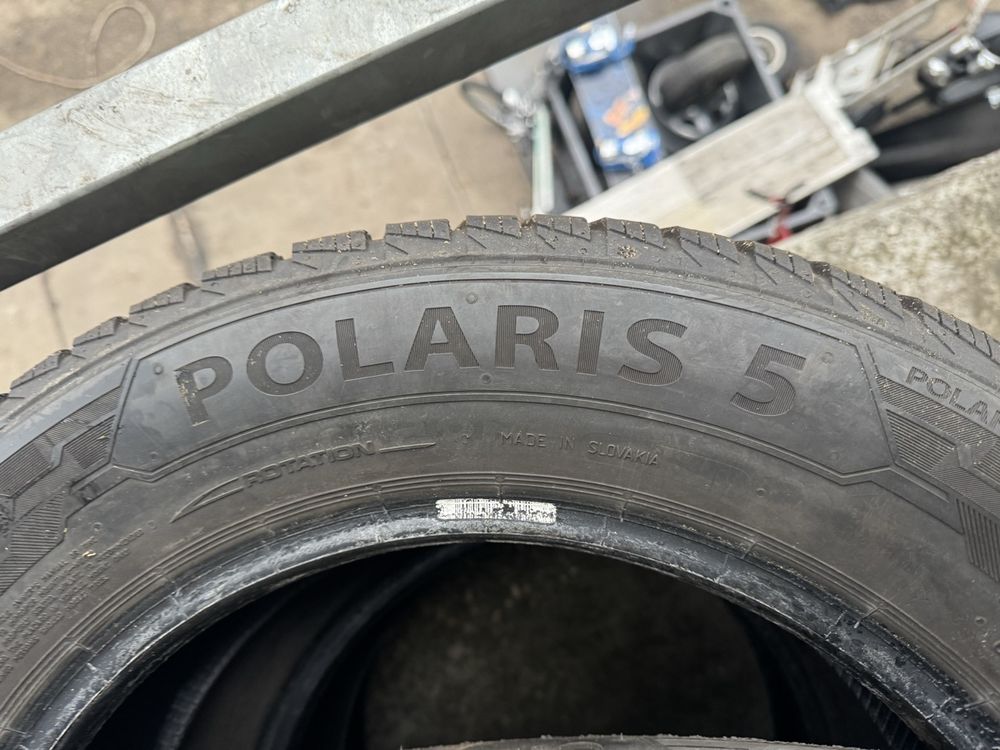 POLARIS 5
POLAR
ROTATION
MADE IN SLOVAKIA